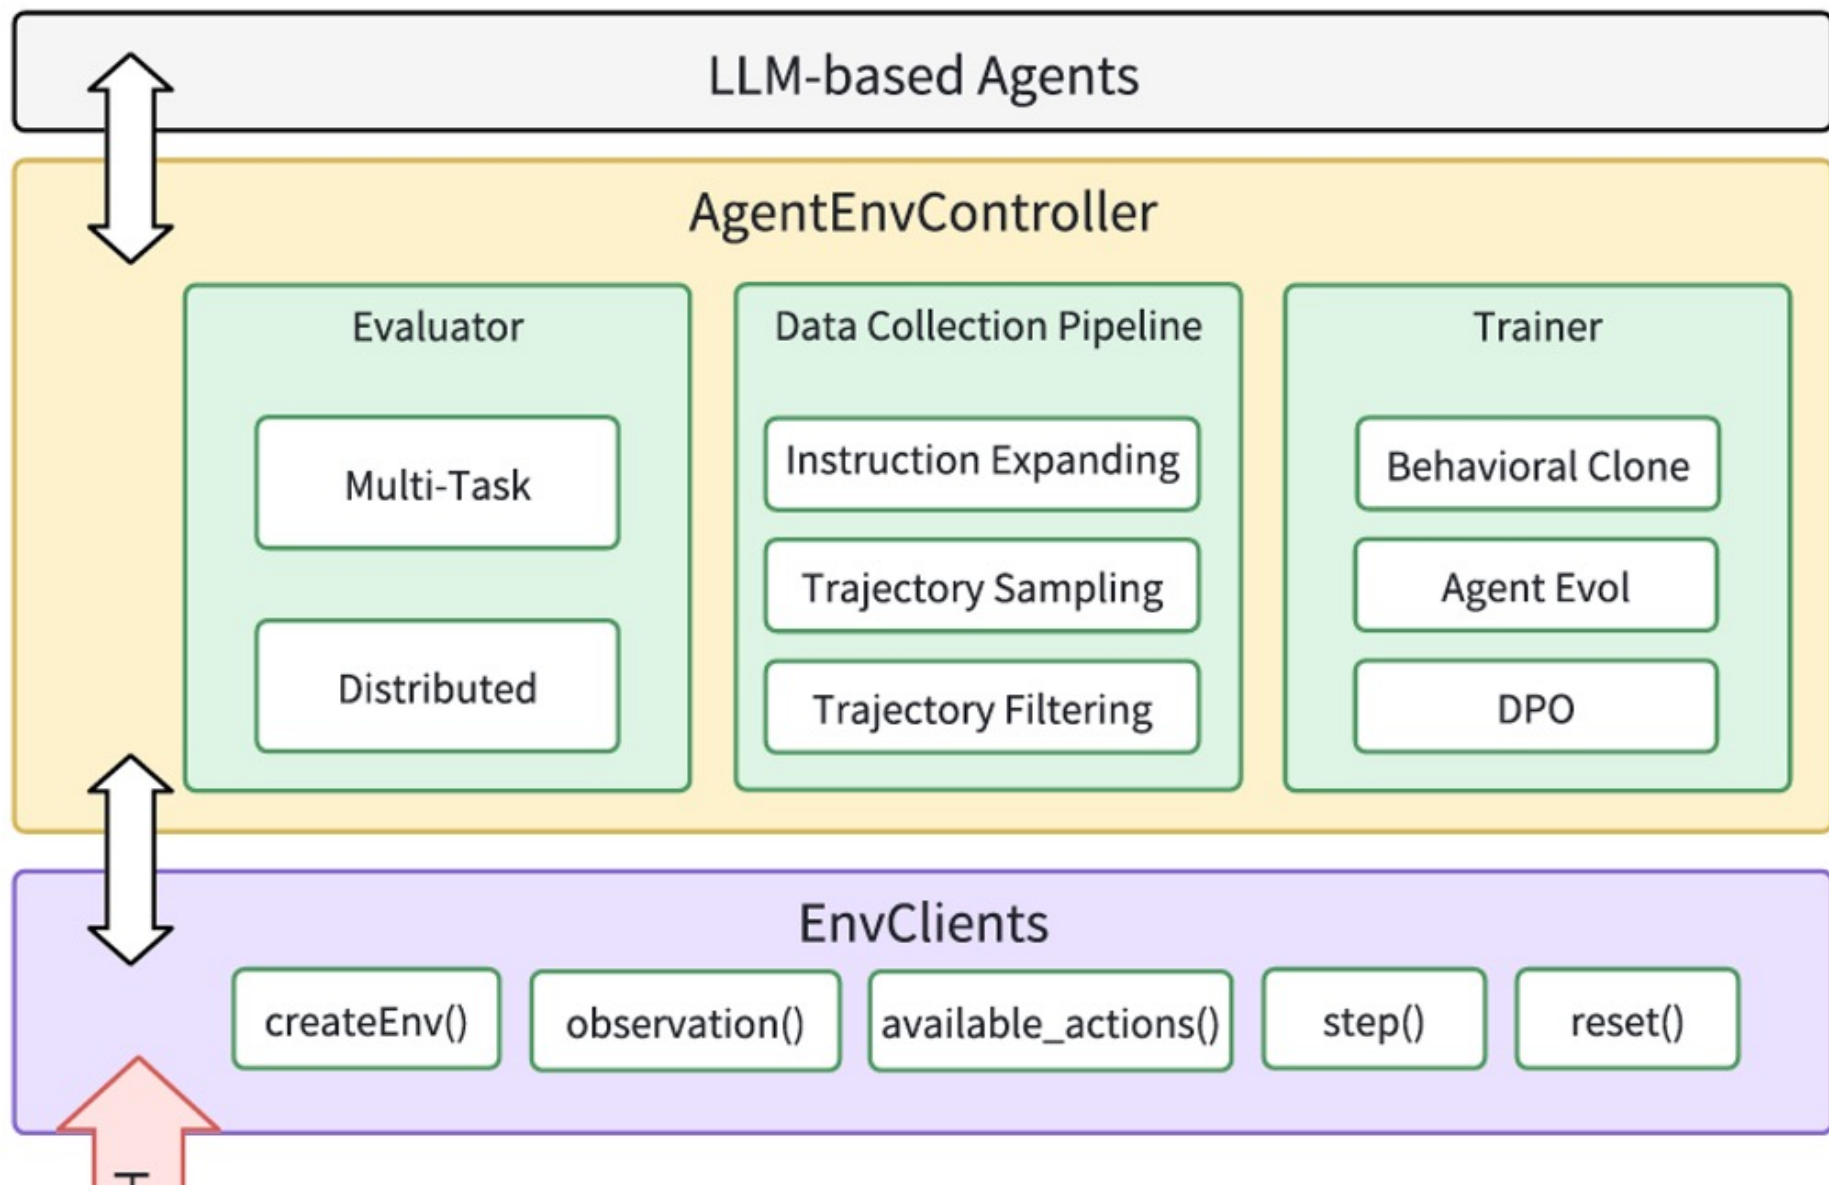 LLM-based Agents
AgentEnvController
Evaluator
Multi-Task
Distributed
Data Collection Pipeline
Instruction Expanding
Trajectory Sampling
Trajectory Filtering
Trainer
Behavioral Clone
Agent Evol
DPO
EnvClients
createEnv()
observation()
available_actions()
step()
reset()